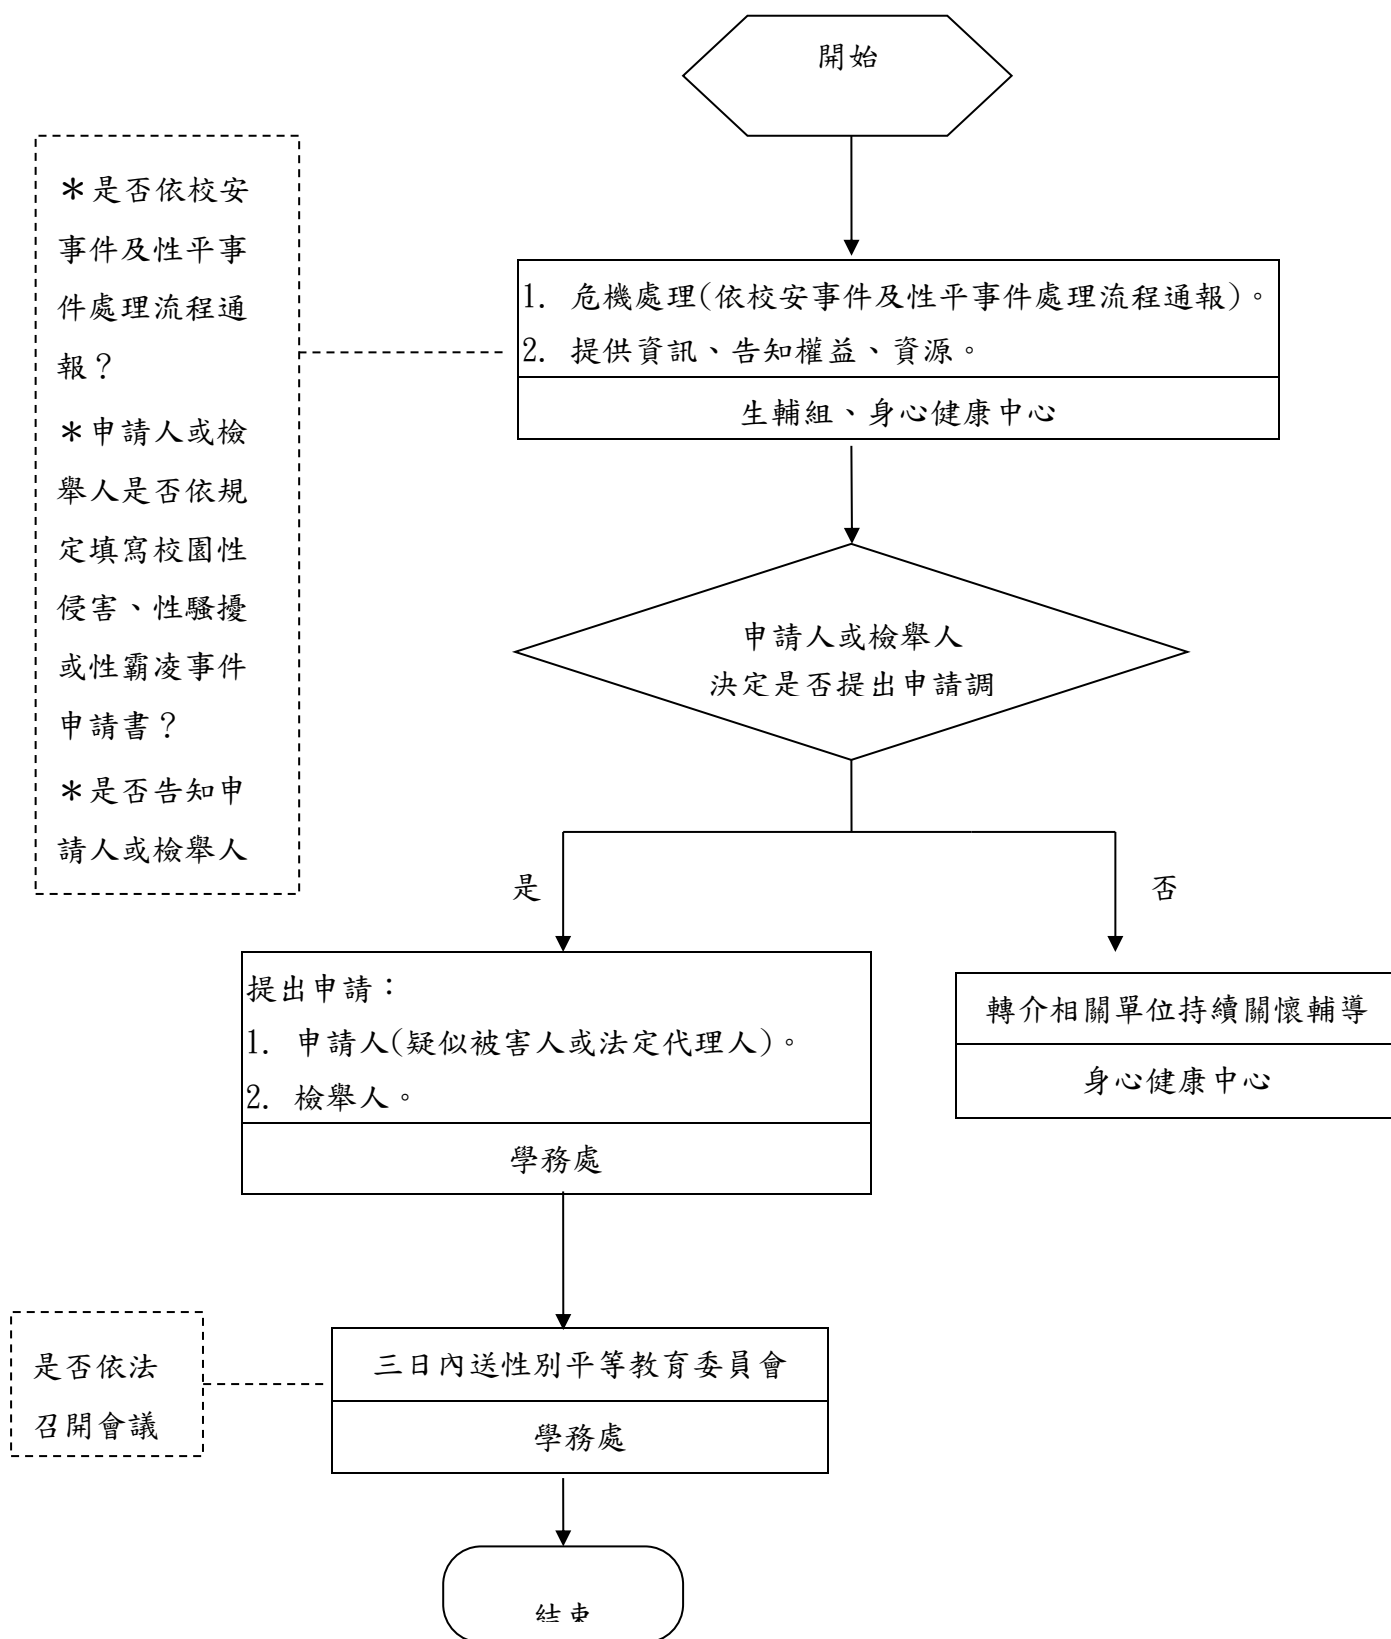 開始
＊是否依校安
事件及性平事
件處理流程通
報？
＊申請人或檢
舉人是否依規
定填寫校園性
侵害、性騷擾
或性霸凌事件
申請書？
＊是否告知申
請人或檢舉人
1. 危機處理(依校安事件及性平事件處理流程通報)。
2. 提供資訊、告知權益、資源。
生輔組、身心健康中心
申請人或檢舉人
決定是否提出申請調
是
否
提出申請：
1. 申請人(疑似被害人或法定代理人)。
2. 檢舉人。
學務處
轉介相關單位持續關懷輔導
身心健康中心
是否依法
召開會議
三日內送性別平等教育委員會
學務處
結束